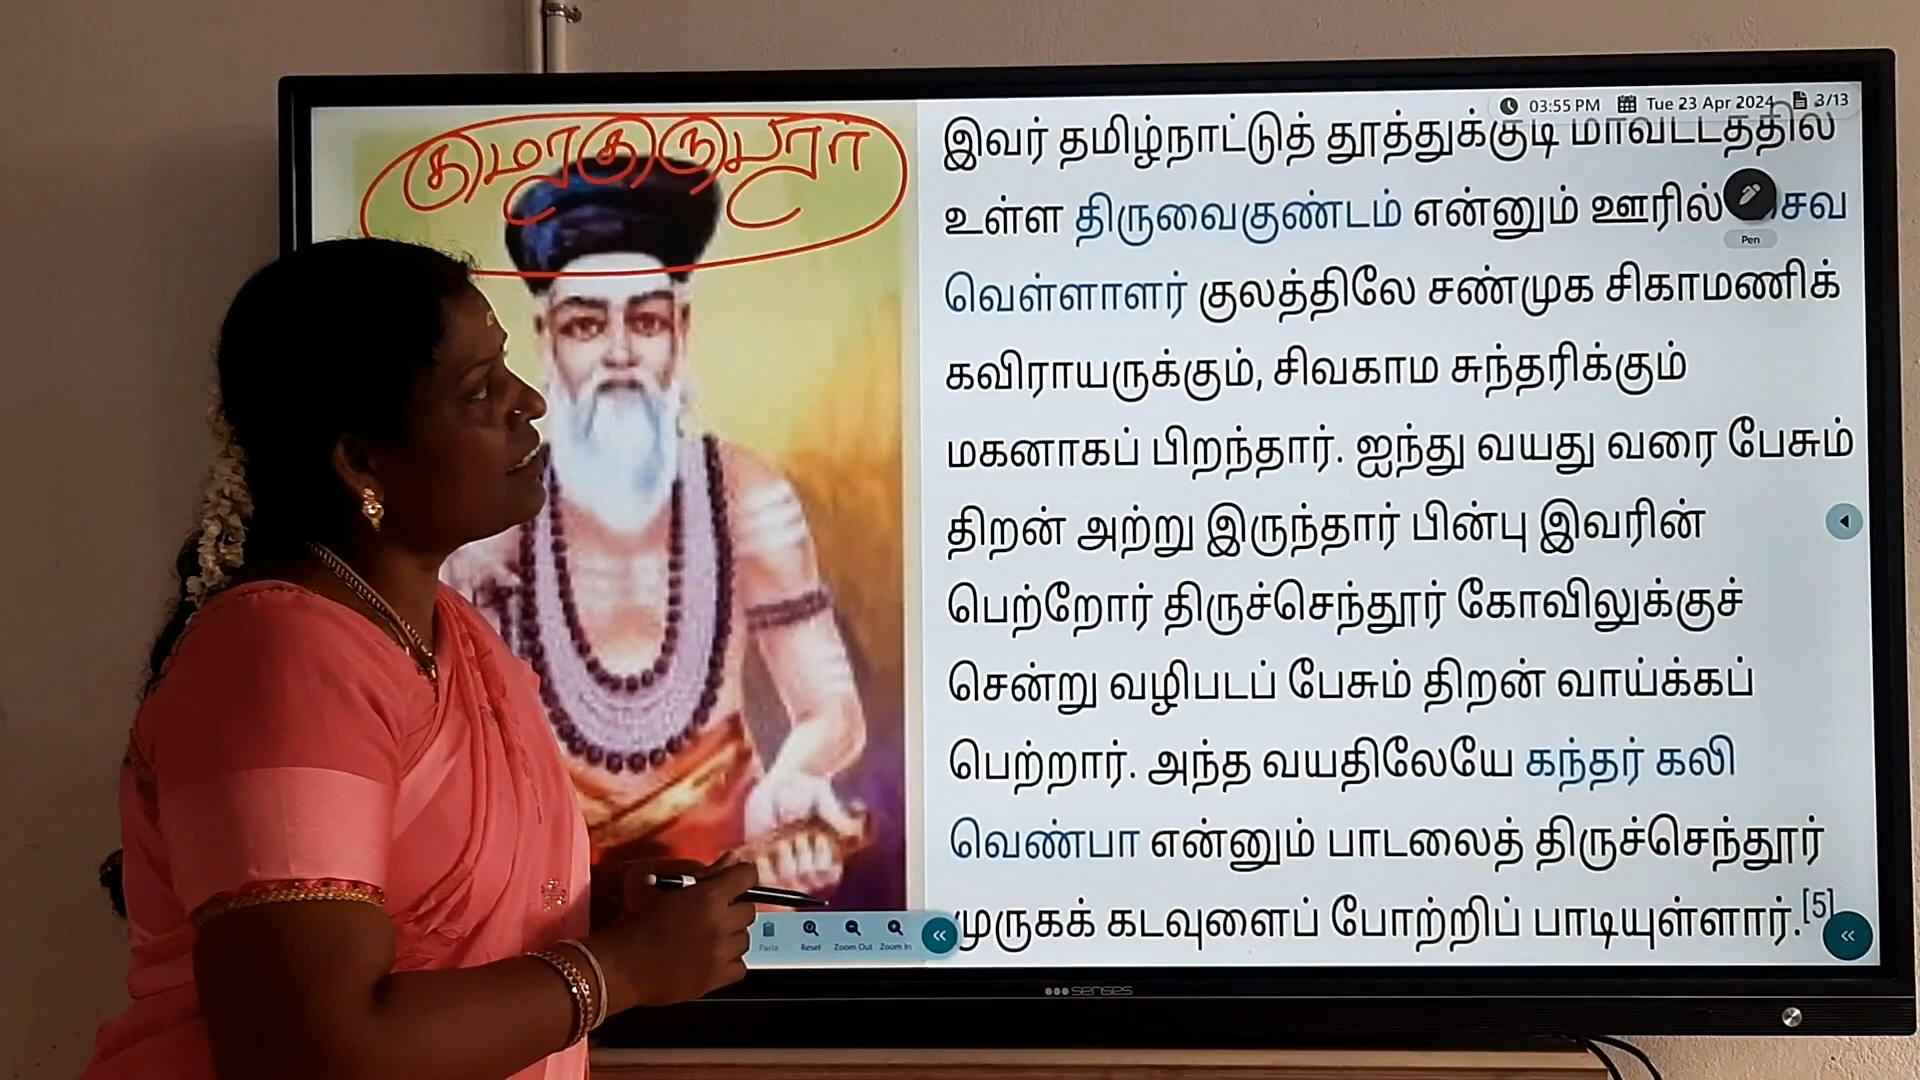 03:55 PM Tue 23 Apr 2024 3/13
குமரகுருபரர்
இவர் தமிழ்நாட்டுத் தூத்துக்குடி மாவட்டத்தில்
உள்ள திருவைகுண்டம் என்னும் ஊரில்
Pen
வெள்ளாளர் குலத்திலே சண்முக சிகாமணிக்
கவிராயருக்கும், சிவகாம சுந்தரிக்கும்
மகனாகப் பிறந்தார். ஐந்து வயது வரை பேசும்
திறன் அற்று இருந்தார் பின்பு இவரின்
பெற்றோர் திருச்செந்தூர் கோவிலுக்குச்
சென்று வழிபடப் பேசும் திறன் வாய்க்கப்
பெற்றார். அந்த வயதிலேயே கந்தர் கலி
வெண்பா என்னும் பாடலைத் திருச்செந்தூர்
முருகக் கடவுளைப் போற்றிப் பாடியுள்ளார்.[5]
Paste Reset Zoom Out Zoom In
senses